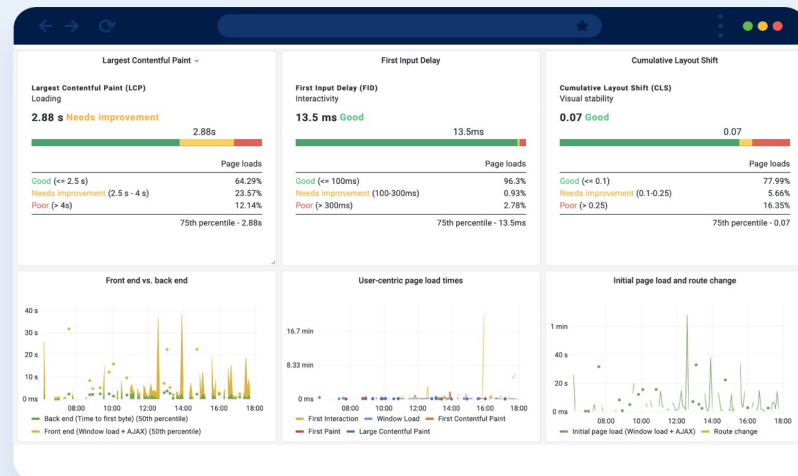 Largest Contentful Paint
Largest Contentful Paint (LCP)
Loading
2.88 s Needs improvement
2.88s
Page loads
Good (<= 2.5 s) 64.29%
Needs improvement (2.5 s - 4 s) 23.57%
Poor (> 4s) 12.14%
75th percentile - 2.88s
First Input Delay
First Input Delay (FID)
Interactivity
13.5 ms Good
13.5ms
Page loads
Good (<= 100ms) 96.3%
Needs improvement (100-300ms) 0.93%
Poor (> 300ms) 2.78%
75th percentile - 13.5ms
Cumulative Layout Shift
Cumulative Layout Shift (CLS)
Visual stability
0.07 Good
0.07
Page loads
Good (<= 0.1) 77.99%
Needs improvement (0.1-0.25) 5.66%
Poor (> 0.25) 16.35%
75th percentile - 0.07
Front end vs. back end
40 s
30 s
20 s
10 s
0 ms
08:00 10:00 12:00 14:00 16:00 18:00
Back end (Time to first byte) (50th percentile)
Front end (Window load + AJAX) (50th percentile)
User-centric page load times
16.7 min
8.33 min
0 ms
08:00 10:00 12:00 14:00 16:00 18:00
First Interaction Window Load First Contentful Paint
First Paint Large Contentful Paint
Initial page load and route change
1 min
40 s
20 s
0 ms
08:00 10:00 12:00 14:00 16:00 18:00
Initial page load (Window load + AJAX) Route change